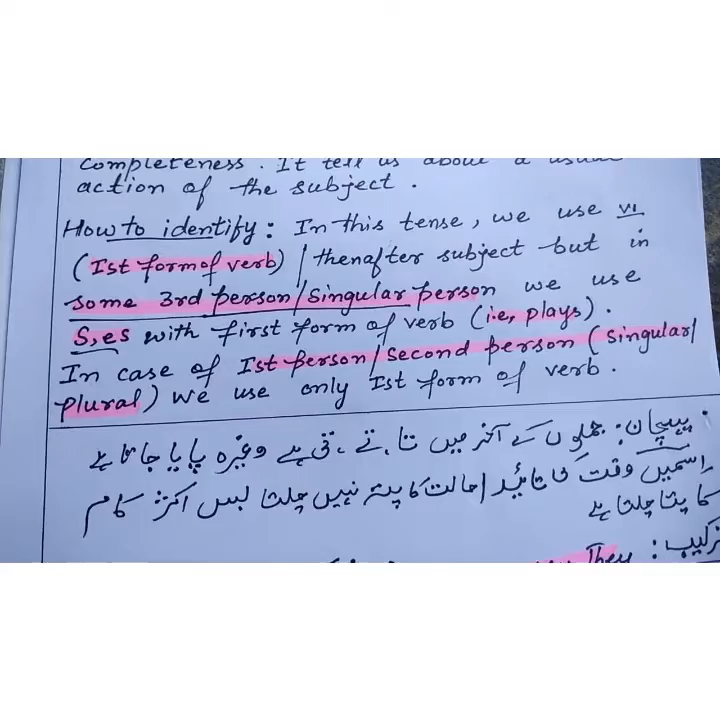 completeness. It tell us about a usual
action of the subject.
How to identify: In this tense, we use V1
(Ist form of verb) / thenafter subject but in
some 3rd person/Singular person we use
S, es with first form of verb (i.e, plays).
In case of Ist person/Second person (Singular/
plural) we use only Ist form of verb.
پہچان: جملوں کے آخر میں تا، تے، تی ہے وغیرہ پایا جاتا ہے
اسمیں وقت کی تائید / حالت کا پتہ نہیں چلتا بس اکثر کام
کا پتا چلتا ہے
ترکیب: They